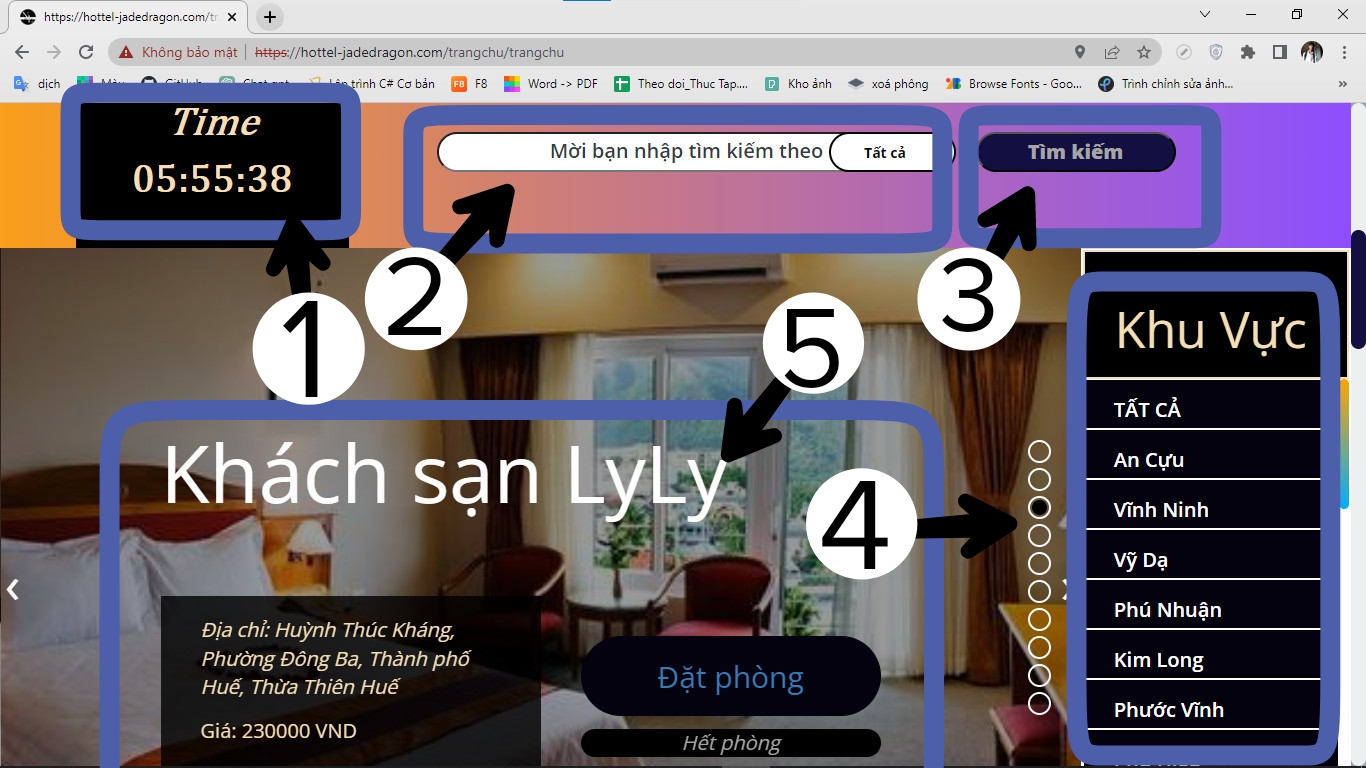 https://hottel-jadedragon.com/tr
Không bảo mật
https://hottel-jadedragon.com/trangchu/trangchu
dịch
Màu
GitHub
Chat gpt
Lập trình C# Cơ bản
F8
F8
Word -> PDF
Theo doi_Thuc Tap....
Kho ảnh
xoá phông
Browse Fonts - Goo...
Trình chỉnh sửa ảnh...
»
Time
05:55:38
Mời bạn nhập tìm kiếm theo
Tất cả
Tìm kiếm
1
2
3
5
4
Khu Vực
TẤT CẢ
An Cựu
Vĩnh Ninh
Vỹ Dạ
Phú Nhuận
Kim Long
Phước Vĩnh
Khách sạn LyLy
Địa chỉ: Huỳnh Thúc Kháng,
Phường Đông Ba, Thành phố
Huế, Thừa Thiên Huế
Giá: 230000 VND
Đặt phòng
Hết phòng